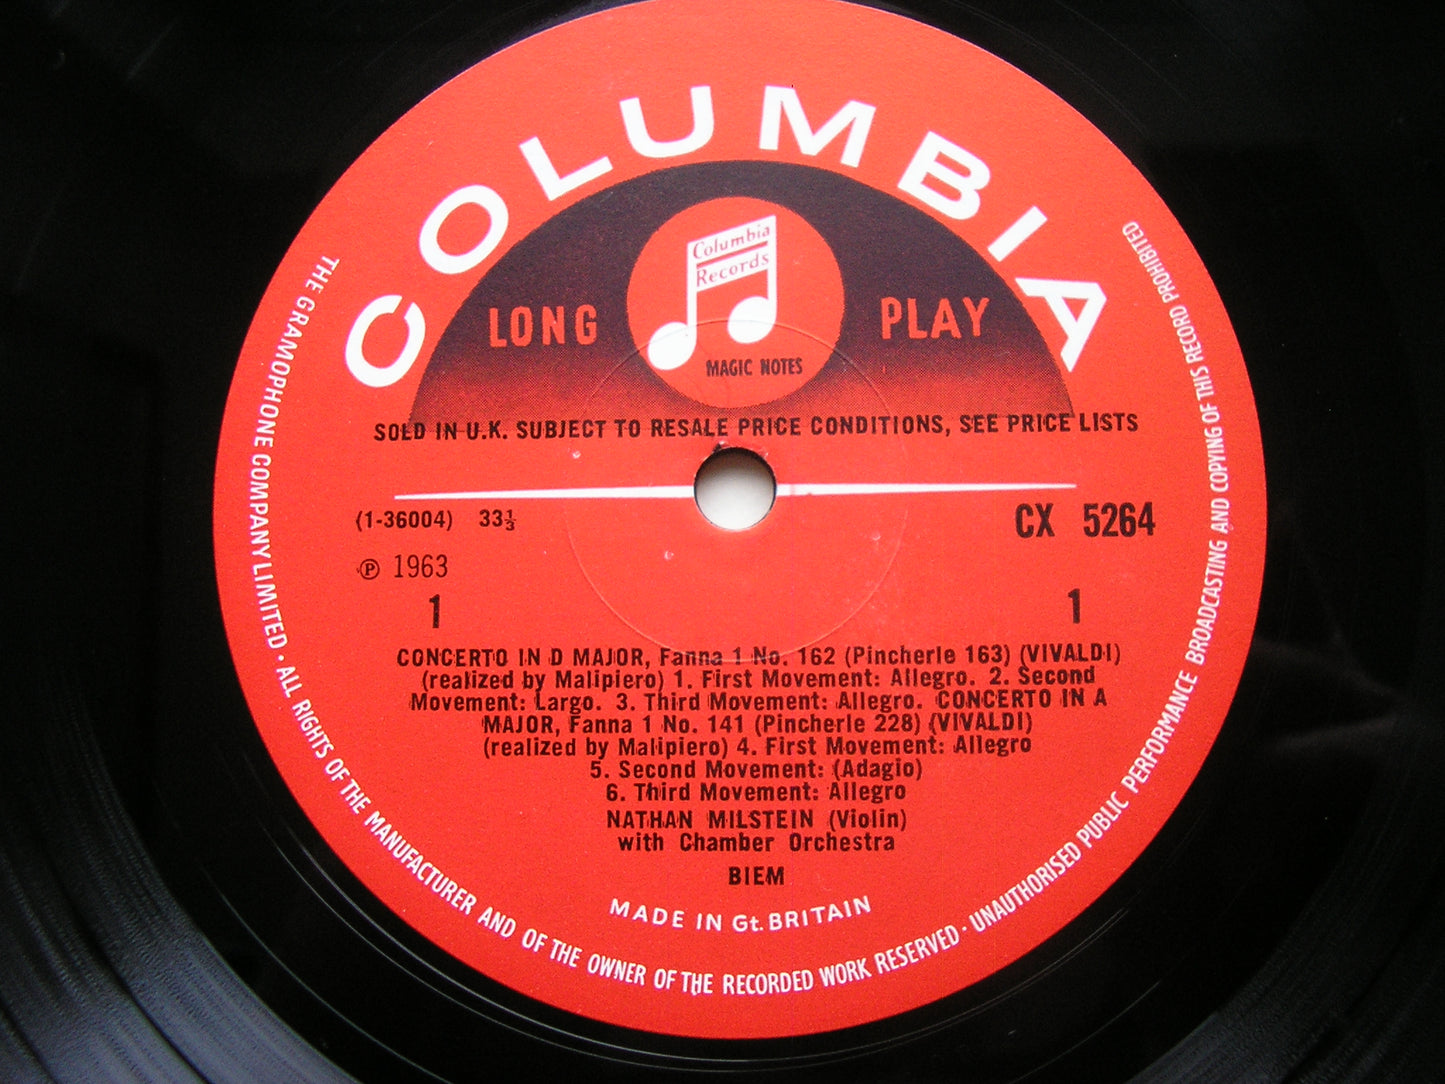 COLUMBIA
Columbia
Records
LONG PLAY
MAGIC NOTES
SOLD IN U.K. SUBJECT TO RESALE PRICE CONDITIONS, SEE PRICE LISTS
(1-36004) 33⅓
CX 5264
℗ 1963
1 1
CONCERTO IN D MAJOR, Fanna 1 No. 162 (Pincherle 163) (VIVALDI)
(realized by Malipiero) 1. First Movement: Allegro. 2. Second
Movement: Largo. 3. Third Movement: Allegro. CONCERTO IN A
MAJOR, Fanna 1 No. 141 (Pincherle 228) (VIVALDI)
(realized by Malipiero) 4. First Movement: Allegro
5. Second Movement: (Adagio)
6. Third Movement: Allegro
NATHAN MILSTEIN (Violin)
with Chamber Orchestra
BIEM
MADE IN Gt. BRITAIN
THE GRAMOPHONE COMPANY LIMITED · ALL RIGHTS OF THE MANUFACTURER AND OF THE OWNER OF THE RECORDED WORK RESERVED · UNAUTHORISED PUBLIC PERFORMANCE BROADCASTING AND COPYING OF THIS RECORD PROHIBITED